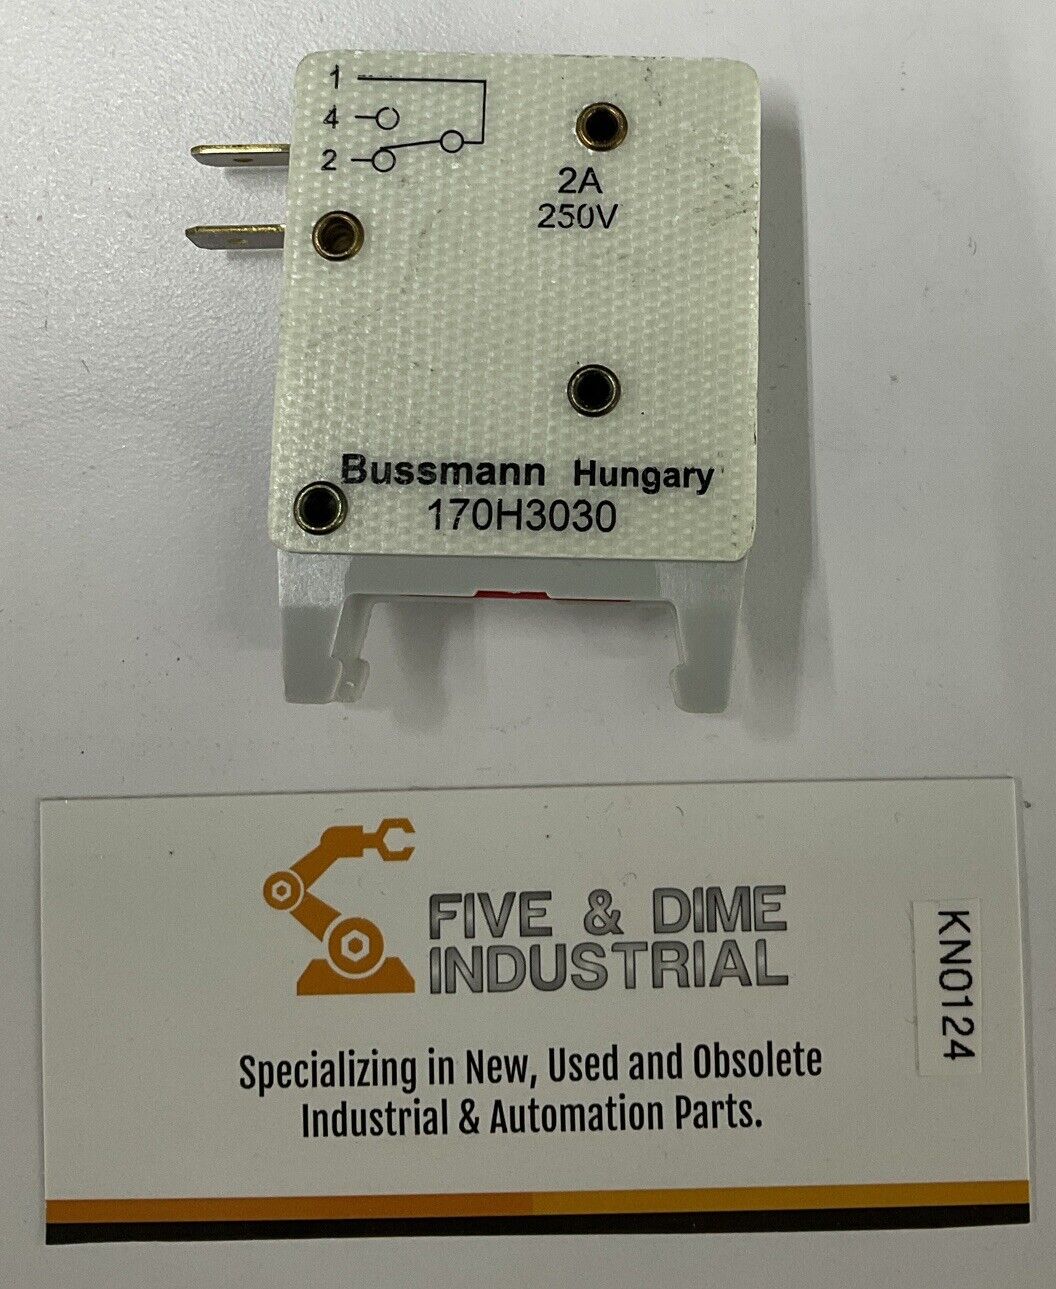 1
4
2
2A
250V
Bussmann Hungary
170H3030
FIVE & DIME
INDUSTRIAL
KN0124
Specializing in New, Used and Obsolete
Industrial & Automation Parts.